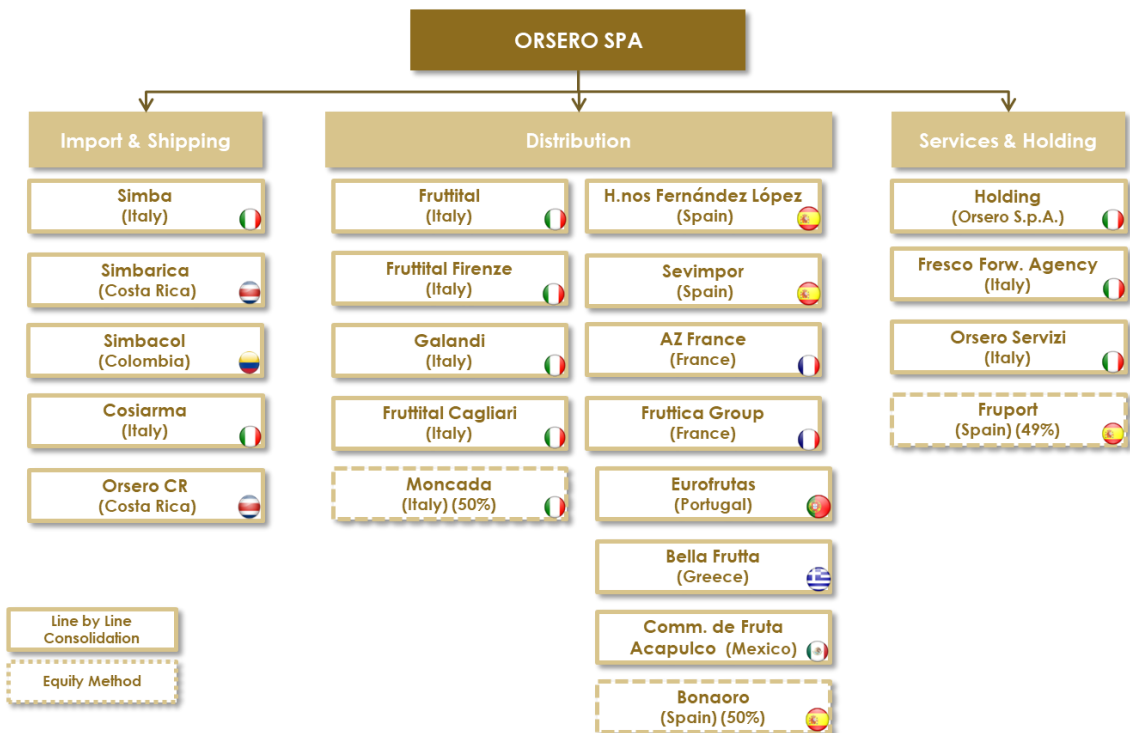 ORSERO SPA
Import & Shipping
Simba
(Italy)
Simbarica
(Costa Rica)
Simbacol
(Colombia)
Cosiarma
(Italy)
Orsero CR
(Costa Rica)
Distribution
Fruttital
(Italy)
Fruttital Firenze
(Italy)
Galandi
(Italy)
Fruttital Cagliari
(Italy)
Moncada
(Italy) (50%)
H.nos Fernández López
(Spain)
Sevimpor
(Spain)
AZ France
(France)
Fruttica Group
(France)
Eurofrutas
(Portugal)
Bella Frutta
(Greece)
Comm. de Fruta
Acapulco (Mexico)
Bonaoro
(Spain) (50%)
Services & Holding
Holding
(Orsero S.p.A.)
Fresco Forw. Agency
(Italy)
Orsero Servizi
(Italy)
Fruport
(Spain) (49%)
Line by Line
Consolidation
Equity Method